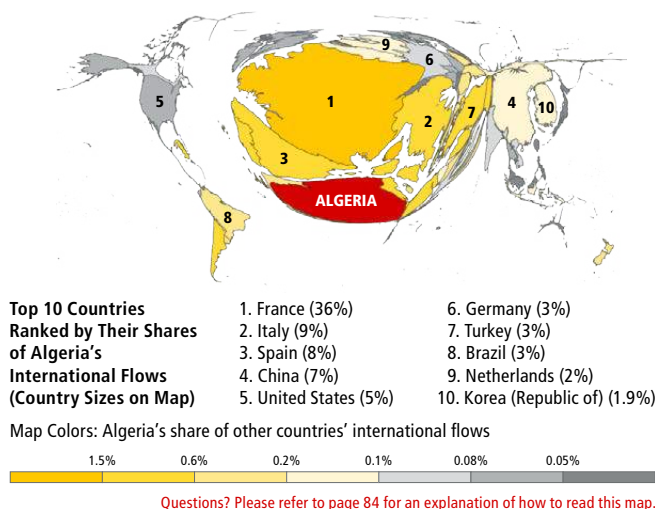 9
6
5
1
4
10
2
7
3
ALGERIA
8
Top 10 Countries
Ranked by Their Shares
of Algeria's
International Flows
(Country Sizes on Map)
1. France (36%)
2. Italy (9%)
3. Spain (8%)
4. China (7%)
5. United States (5%)
6. Germany (3%)
7. Turkey (3%)
8. Brazil (3%)
9. Netherlands (2%)
10. Korea (Republic of) (1.9%)
Map Colors: Algeria's share of other countries' international flows
1.5% 0.6% 0.2% 0.1% 0.08% 0.05%
Questions? Please refer to page 84 for an explanation of how to read this map.